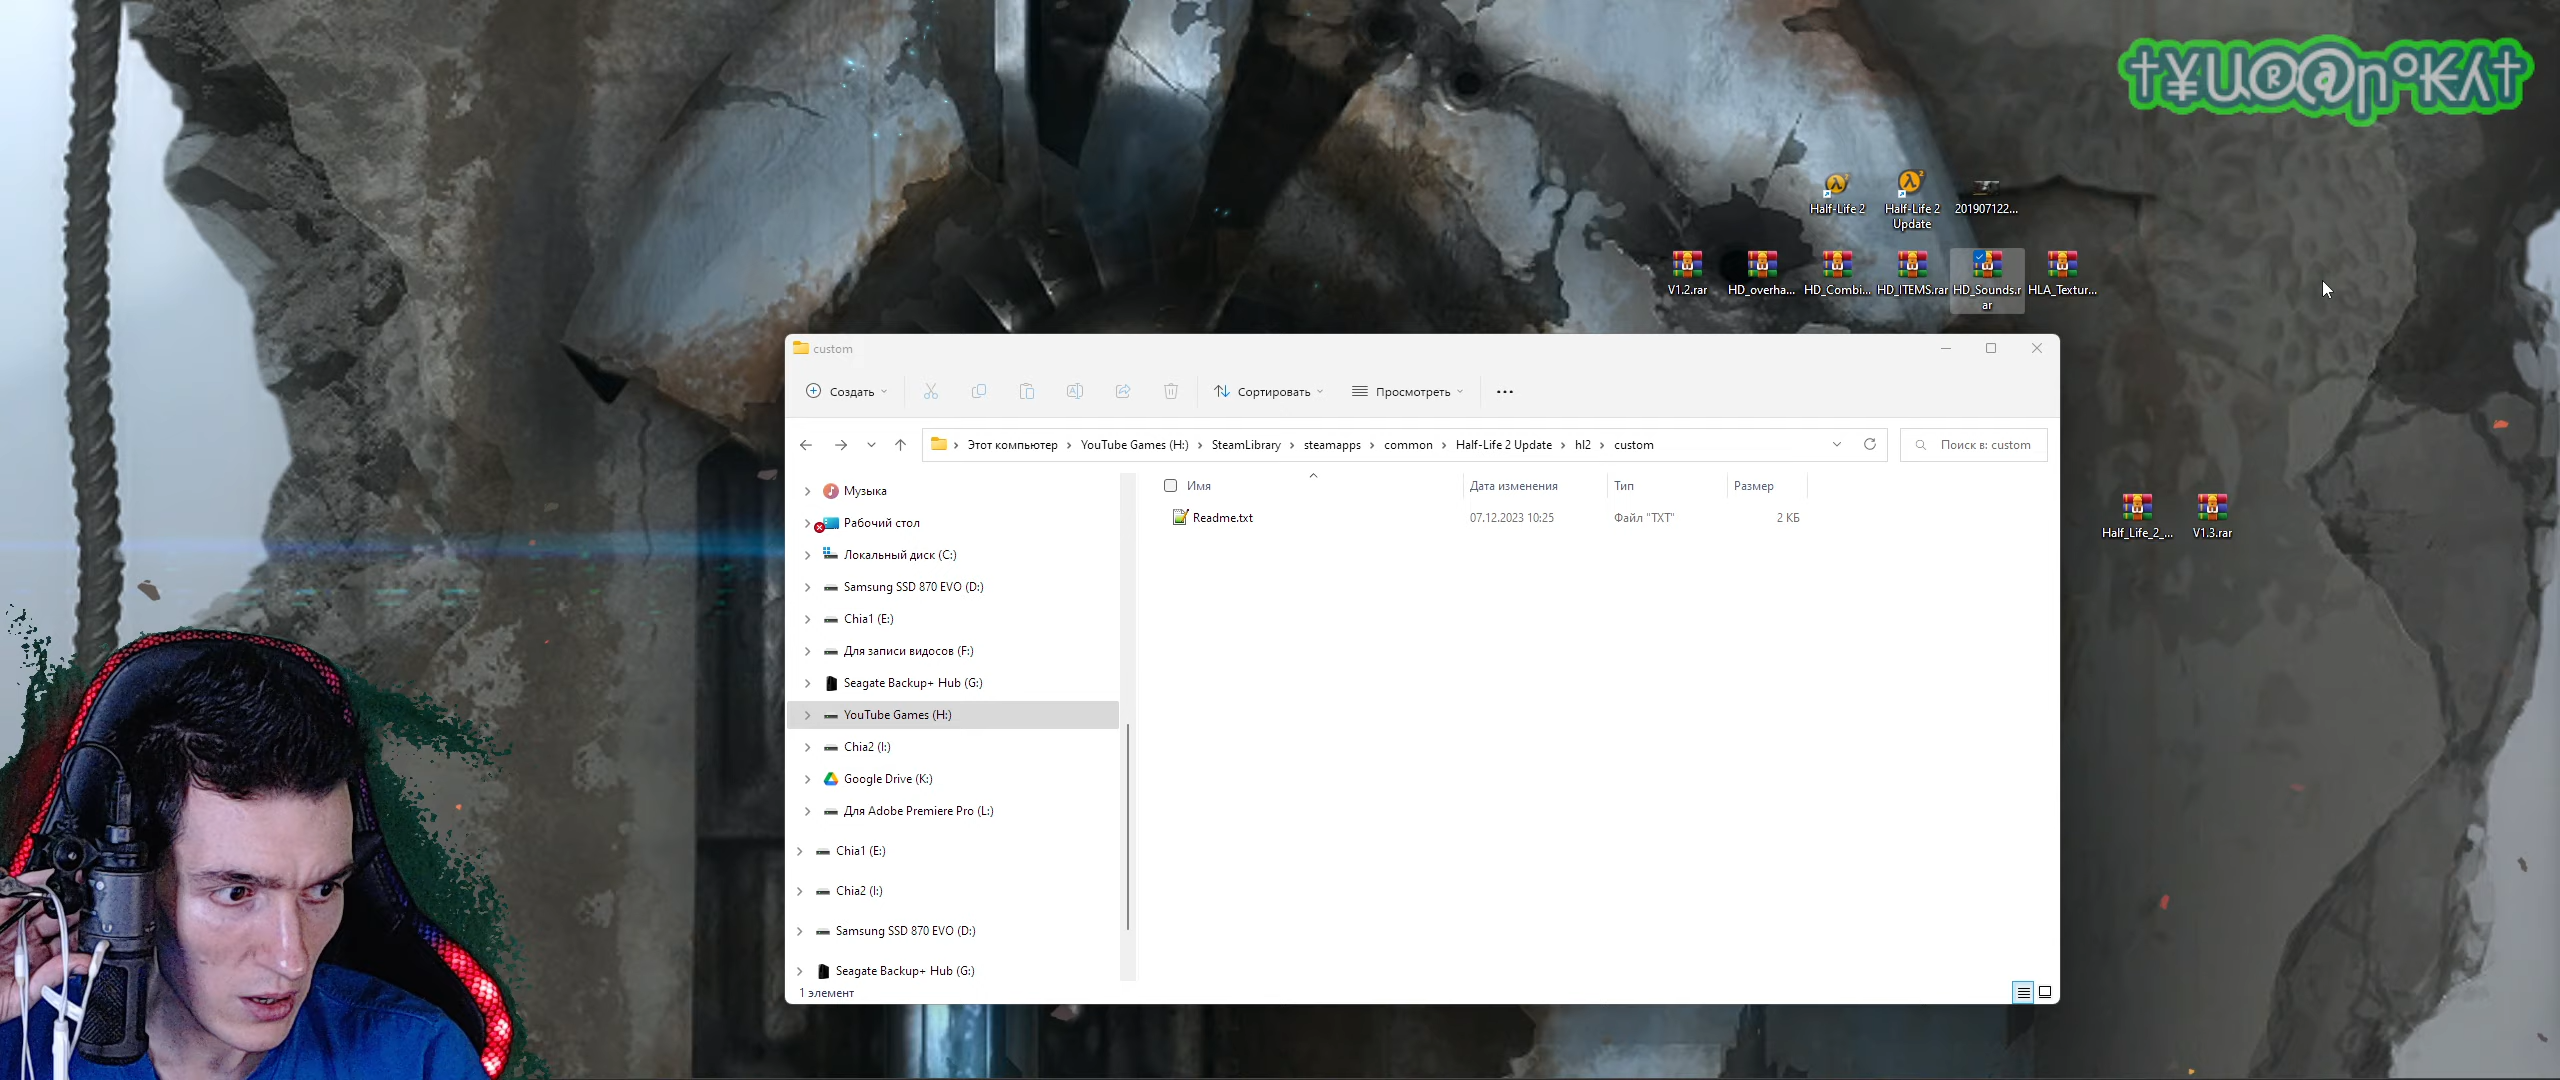 Half-Life 2
Half-Life 2
Update
201907122...
V1.2.rar
HD_overha...
HD_Combi...
HD_ITEMS.rar
HD_Sounds.r
ar
HLA_Textur...
custom
Создать
Сортировать
Просмотреть
Этот компьютер
YouTube Games (H:)
SteamLibrary
steamapps
common
Half-Life 2 Update
hl2
custom
Поиск в: custom
Имя
Дата изменения
Тип
Размер
Readme.txt
07.12.2023 10:25
Файл "TXT"
2 КБ
Музыка
Рабочий стол
Локальный диск (C:)
Samsung SSD 870 EVO (D:)
Chia1 (E:)
Для записи видосов (F:)
Seagate Backup+ Hub (G:)
YouTube Games (H:)
Chia2 (I:)
Google Drive (K:)
Для Adobe Premiere Pro (L:)
Chia1 (E:)
Chia2 (I:)
Samsung SSD 870 EVO (D:)
Seagate Backup+ Hub (G:)
1 элемент
Half_Life_2_...
V1.3.rar